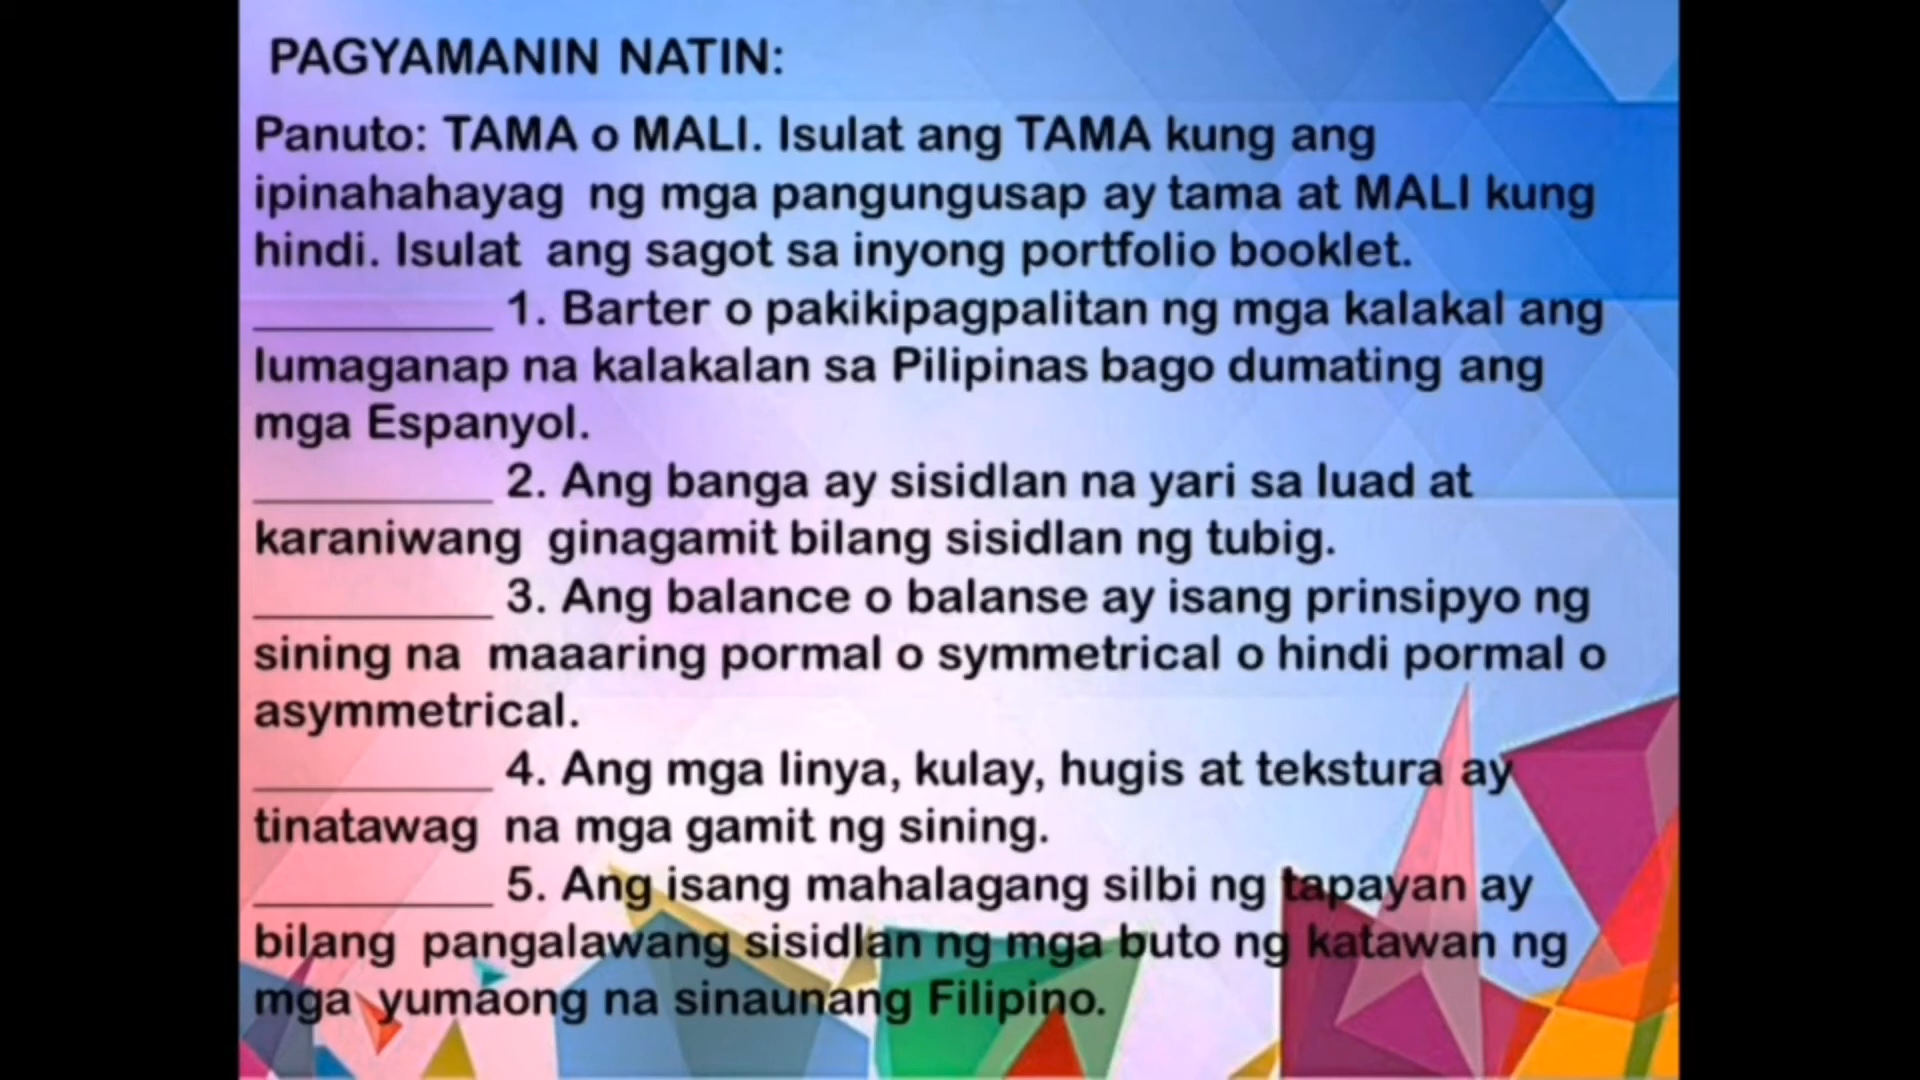 PAGYAMANIN NATIN:
Panuto: TAMA o MALI. Isulat ang TAMA kung ang
ipinahahayag ng mga pangungusap ay tama at MALI kung
hindi. Isulat ang sagot sa inyong portfolio booklet.
__________ 1. Barter o pakikipagpalitan ng mga kalakal ang
lumaganap na kalakalan sa Pilipinas bago dumating ang
mga Espanyol.
__________ 2. Ang banga ay sisidlan na yari sa luad at
karaniwang ginagamit bilang sisidlan ng tubig.
__________ 3. Ang balance o balanse ay isang prinsipyo ng
sining na maaaring pormal o symmetrical o hindi pormal o
asymmetrical.
__________ 4. Ang mga linya, kulay, hugis at tekstura ay
tinatawag na mga gamit ng sining.
__________ 5. Ang isang mahalagang silbi ng tapayan ay
bilang pangalawang sisidlan ng mga buto ng katawan ng
mga yumaong na sinaunang Filipino.